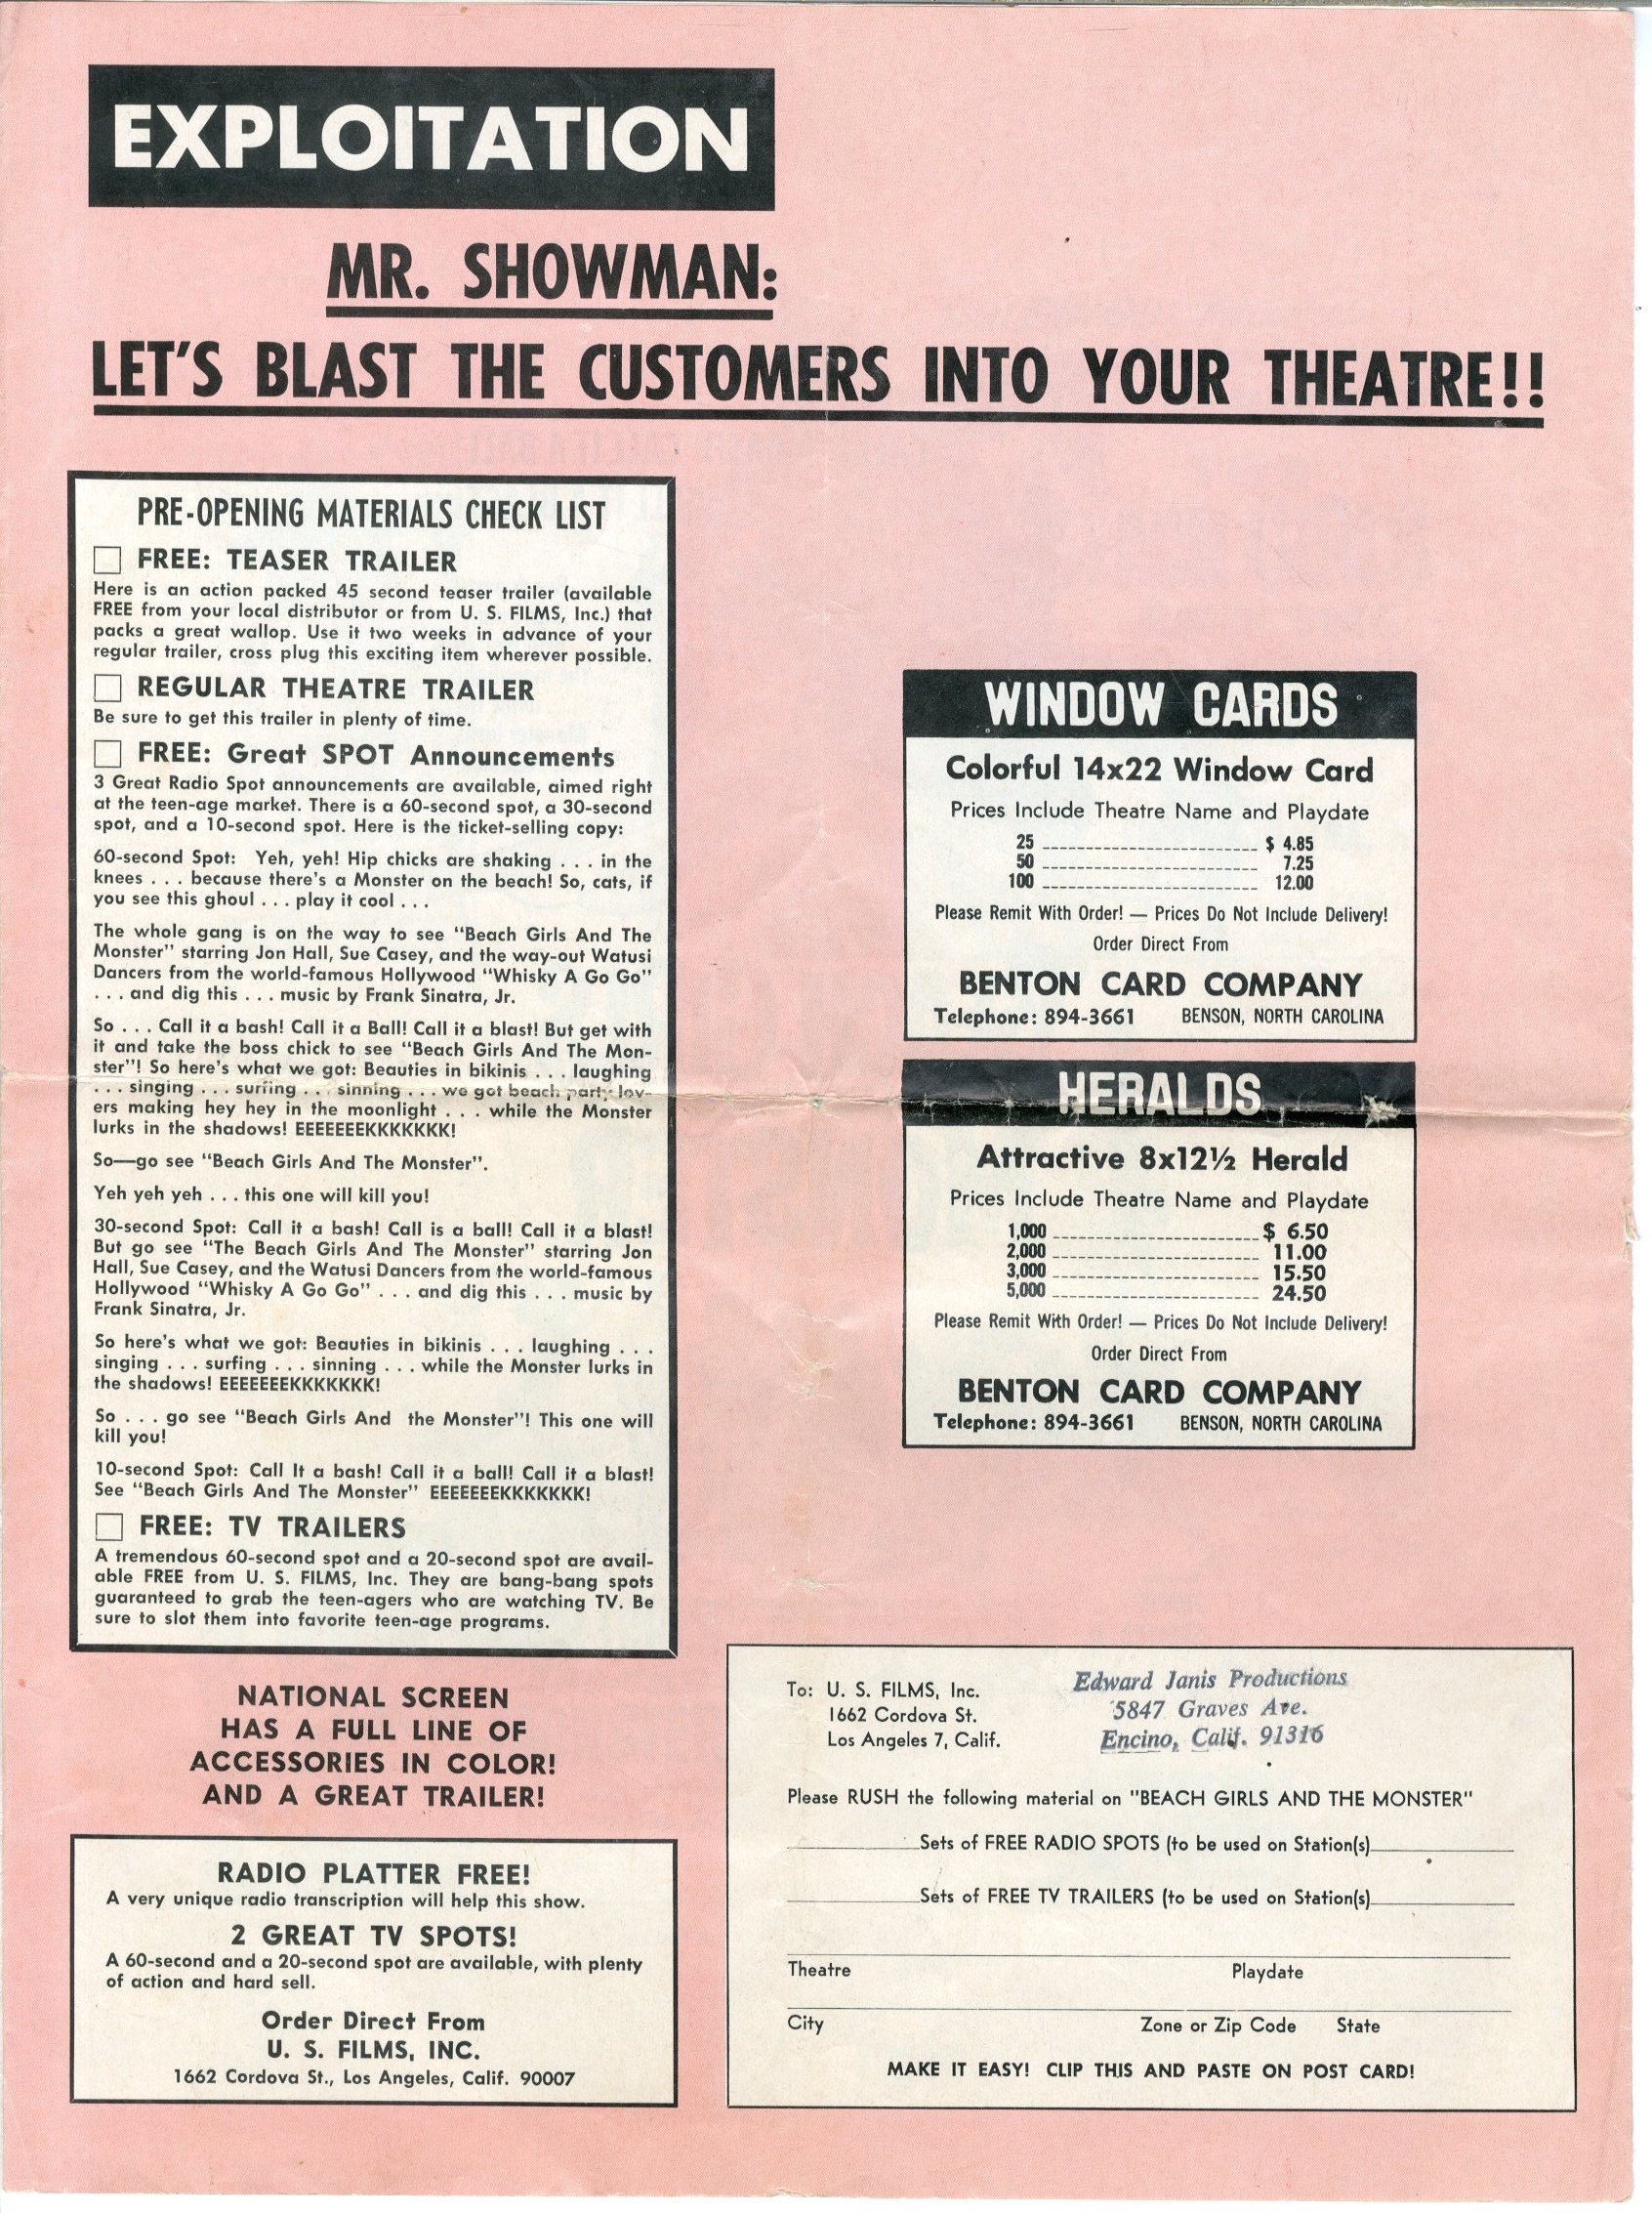 EXPLOITATION
MR. SHOWMAN:
LET'S BLAST THE CUSTOMERS INTO YOUR THEATRE!!
PRE-OPENING MATERIALS CHECK LIST
FREE: TEASER TRAILER
Here is an action packed 45 second teaser trailer (available
FREE from your local distributor or from U. S. FILMS, Inc.) that
packs a great wallop. Use it two weeks in advance of your
regular trailer, cross plug this exciting item wherever possible.
REGULAR THEATRE TRAILER
Be sure to get this trailer in plenty of time.
FREE: Great SPOT Announcements
3 Great Radio Spot announcements are available, aimed right
at the teen-age market. There is a 60-second spot, a 30-second
spot, and a 10-second spot. Here is the ticket-selling copy:
60-second Spot: Yeh, yeh! Hip chicks are shaking . . . in the
knees . . . because there's a Monster on the beach! So, cats, if
you see this ghoul . . . play it cool . . .
The whole gang is on the way to see "Beach Girls And The
Monster" starring Jon Hall, Sue Casey, and the way-out Watusi
Dancers from the world-famous Hollywood "Whisky A Go Go"
. . . and dig this . . . music by Frank Sinatra, Jr.
So . . . Call it a bash! Call it a Ball! Call it a blast! But get with
it and take the boss chick to see "Beach Girls And The Mon-
ster"! So here's what we got: Beauties in bikinis . . . laughing
. . . singing . . . surfing . . . sinning . . . we got beach party lov-
ers making hey hey in the moonlight . . . while the Monster
lurks in the shadows! EEEEEEEKKKKKKK!
So—go see "Beach Girls And The Monster".
Yeh yeh yeh . . . this one will kill you!
30-second Spot: Call it a bash! Call is a ball! Call it a blast!
But go see "The Beach Girls And The Monster" starring Jon
Hall, Sue Casey, and the Watusi Dancers from the world-famous
Hollywood "Whisky A Go Go" . . . and dig this . . . music by
Frank Sinatra, Jr.
So here's what we got: Beauties in bikinis . . . laughing . . .
singing . . . surfing . . . sinning . . . while the Monster lurks in
the shadows! EEEEEEEKKKKKKK!
So . . . go see "Beach Girls And the Monster"! This one will
kill you!
10-second Spot: Call It a bash! Call it a ball! Call it a blast!
See "Beach Girls And The Monster" EEEEEEEKKKKKKK!
FREE: TV TRAILERS
A tremendous 60-second spot and a 20-second spot are avail-
able FREE from U. S. FILMS, Inc. They are bang-bang spots
guaranteed to grab the teen-agers who are watching TV. Be
sure to slot them into favorite teen-age programs.
NATIONAL SCREEN
HAS A FULL LINE OF
ACCESSORIES IN COLOR!
AND A GREAT TRAILER!
RADIO PLATTER FREE!
A very unique radio transcription will help this show.
2 GREAT TV SPOTS!
A 60-second and a 20-second spot are available, with plenty
of action and hard sell.
Order Direct From
U. S. FILMS, INC.
1662 Cordova St., Los Angeles, Calif. 90007
WINDOW CARDS
Colorful 14x22 Window Card
Prices Include Theatre Name and Playdate
25 $ 4.85
50 7.25
100 12.00
Please Remit With Order! — Prices Do Not Include Delivery!
Order Direct From
BENTON CARD COMPANY
Telephone: 894-3661 BENSON, NORTH CAROLINA
HERALDS
Attractive 8x12½ Herald
Prices Include Theatre Name and Playdate
1,000 $ 6.50
2,000 11.00
3,000 15.50
5,000 24.50
Please Remit With Order! — Prices Do Not Include Delivery!
Order Direct From
BENTON CARD COMPANY
Telephone: 894-3661 BENSON, NORTH CAROLINA
To: U. S. FILMS, Inc.
1662 Cordova St.
Los Angeles 7, Calif.
Edward Janis Productions
5847 Graves Ave.
Encino, Calif. 91316
Please RUSH the following material on "BEACH GIRLS AND THE MONSTER"
Sets of FREE RADIO SPOTS (to be used on Station(s)
Sets of FREE TV TRAILERS (to be used on Station(s)
Theatre Playdate
City Zone or Zip Code State
MAKE IT EASY! CLIP THIS AND PASTE ON POST CARD!